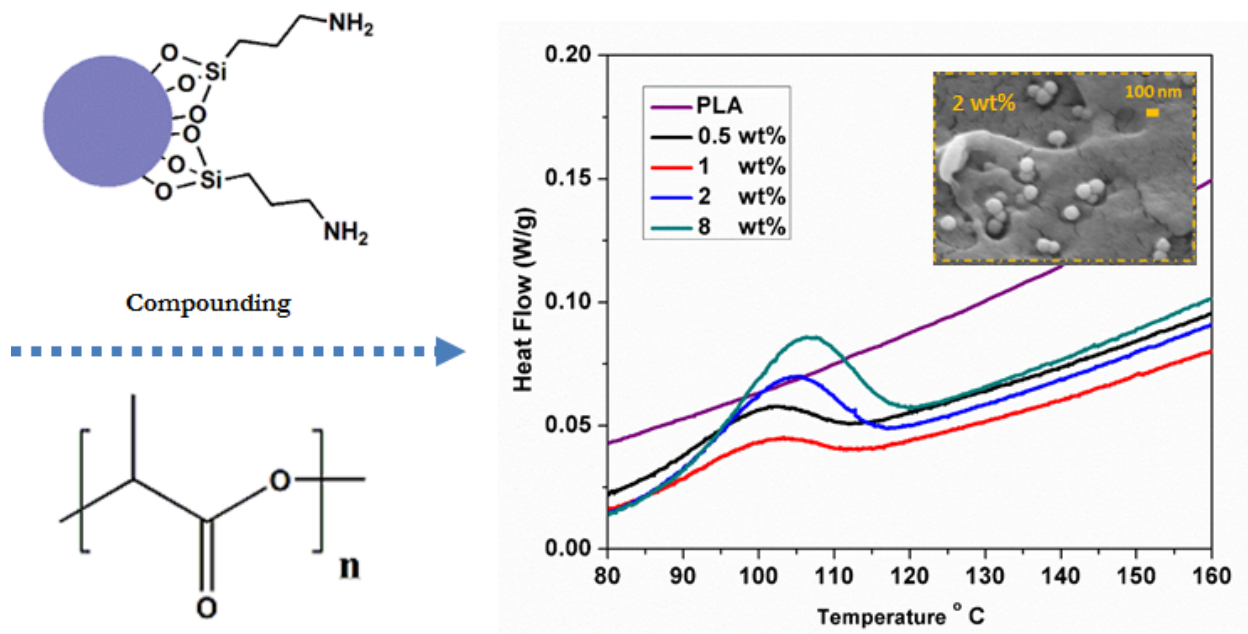 NH2
O
Si
O
O
O
O
O
Si
O
NH2
Compounding
O
O
n
0.20
0.15
0.10
0.05
0.00
Heat Flow (W/g)
PLA
0.5 wt%
1 wt%
2 wt%
8 wt%
2 wt%
100 nm
80 90 100 110 120 130 140 150 160
Temperature ° C